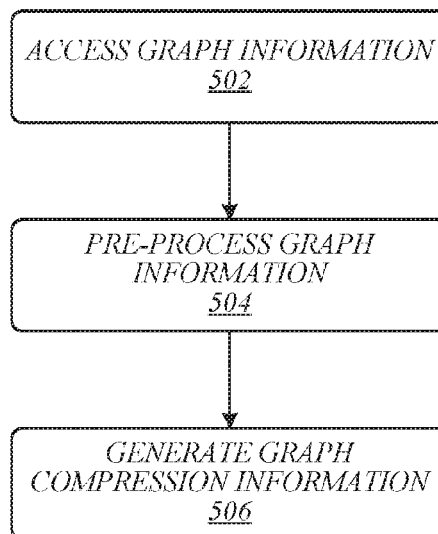 ACCESS GRAPH INFORMATION
502
PRE-PROCESS GRAPH
INFORMATION
504
GENERATE GRAPH
COMPRESSION INFORMATION
506